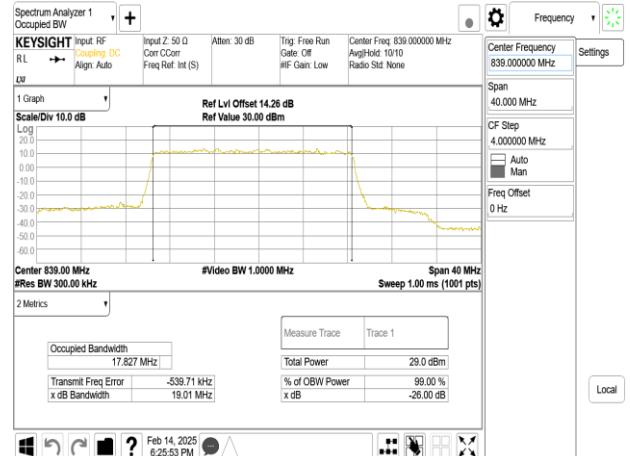 Spectrum Analyzer 1
Occupied BW
Frequency
KEYSIGHT
Input: RF
Coupling: DC
Align: Auto
Input Z: 50 Ω
Corr CCorr
Freq Ref: Int (S)
Atten: 30 dB
Trig: Free Run
Gate: Off
#IF Gain: Low
Center Freq: 839.000000 MHz
Avg|Hold: 10/10
Radio Std: None
RL
LXI
Center Frequency
839.000000 MHz
Settings
Span
40.000 MHz
CF Step
4.000000 MHz
Auto
Man
Freq Offset
0 Hz
Local
1 Graph
Scale/Div 10.0 dB
Ref Lvl Offset 14.26 dB
Ref Value 30.00 dBm
Log
20.0
10.0
0.00
-10.0
-20.0
-30.0
-40.0
-50.0
-60.0
Center 839.00 MHz
#Video BW 1.0000 MHz
Span 40 MHz
#Res BW 300.00 kHz
Sweep 1.00 ms (1001 pts)
2 Metrics
Measure Trace Trace 1
Occupied Bandwidth
17.827 MHz
Total Power 29.0 dBm
Transmit Freq Error -539.71 kHz
% of OBW Power 99.00 %
x dB Bandwidth 19.01 MHz
x dB -26.00 dB
?
Feb 14, 2025
6:25:53 PM